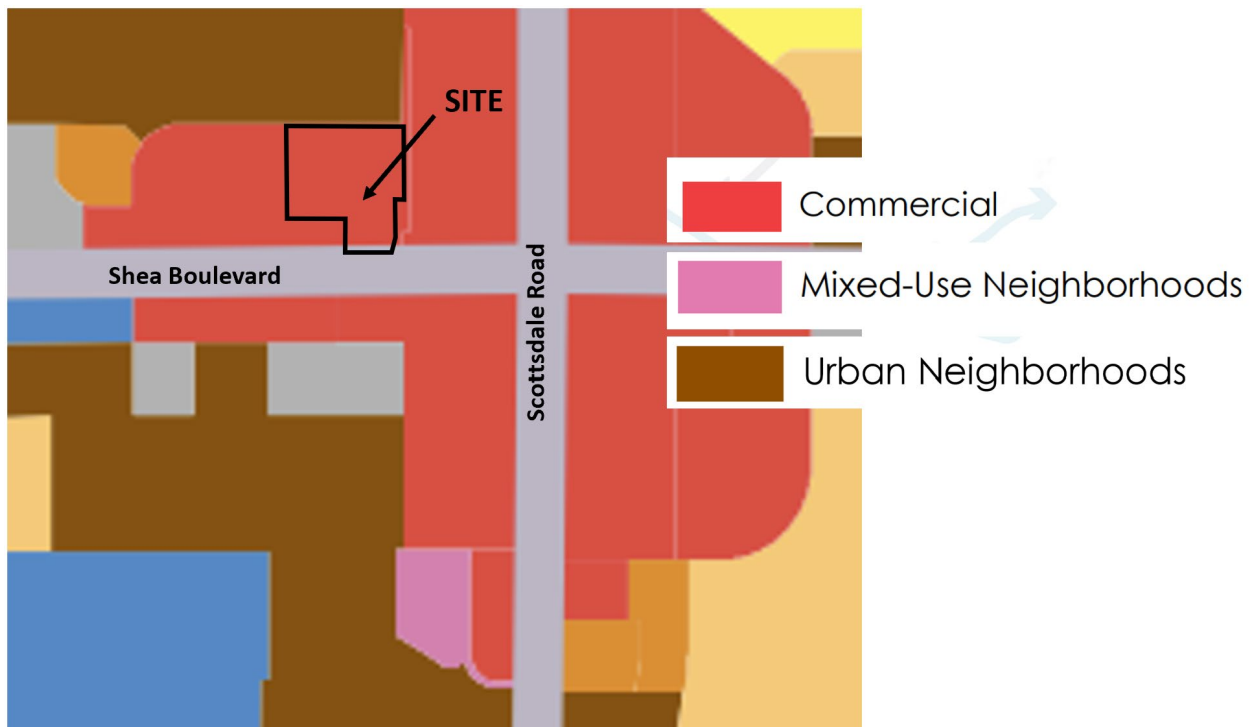 SITE
Commercial
Shea Boulevard
Scottsdale Road
Mixed-Use Neighborhoods
Urban Neighborhoods